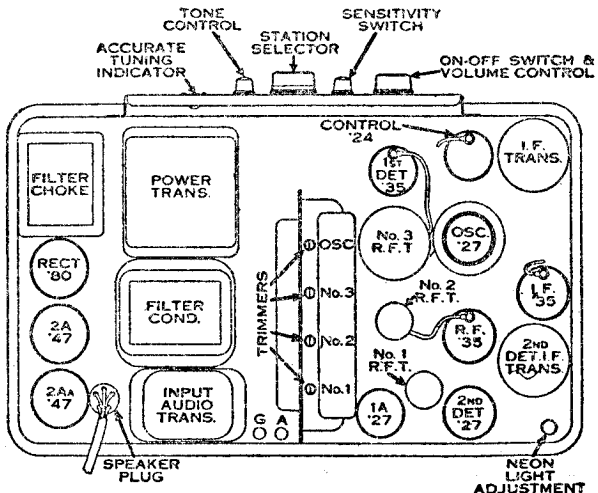 TONE
CONTROL
STATION
SELECTOR
SENSITIVITY
SWITCH
ACCURATE
TUNING
INDICATOR
ON-OFF SWITCH &
VOLUME CONTROL
FILTER
CHOKE
POWER
TRANS.
CONTROL
'24
1ST
DET
'35
I.F.
TRANS.
RECT
'80
OSC
No. 3
R.F.T
OSC.
'27
2A
'47
FILTER
COND.
TRIMMERS
No.3
No.2
R.F.T.
I.F.
'35
No.2
R.F.
'35
No.1
R.F.T.
2ND
DET. I.F.
TRANS.
2AA
'47
INPUT
AUDIO
TRANS.
No.1
G A
1A
'27
2ND
DET
'27
SPEAKER
PLUG
NEON
LIGHT
ADJUSTMENT